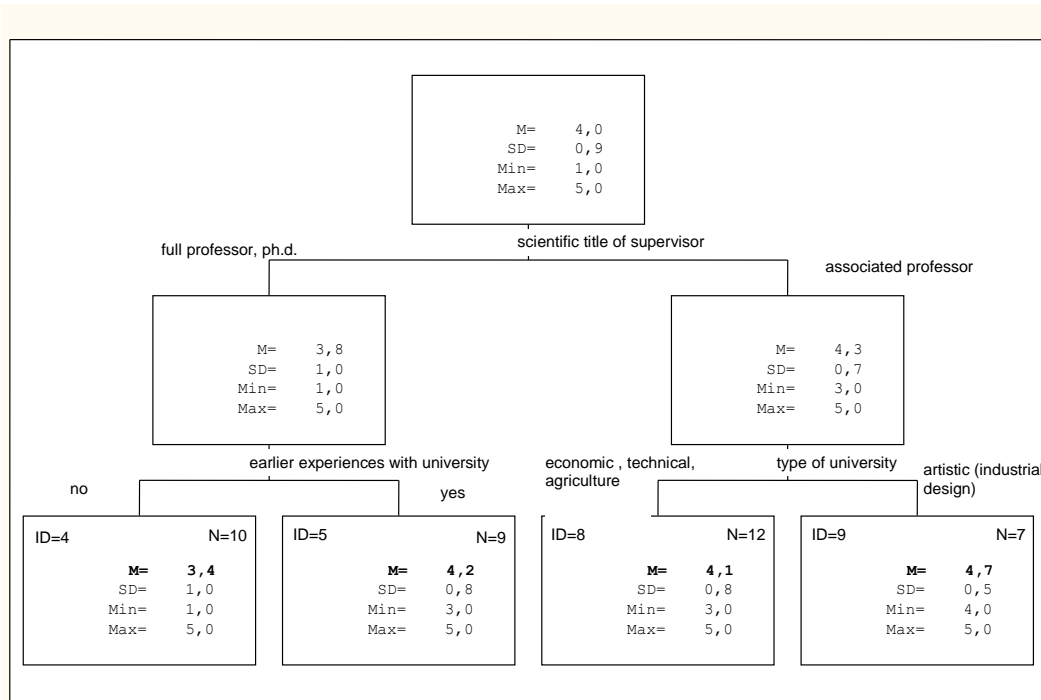 M= 4,0
SD= 0,9
Min= 1,0
Max= 5,0
scientific title of supervisor
full professor, ph.d.
associated professor
M= 3,8
SD= 1,0
Min= 1,0
Max= 5,0
M= 4,3
SD= 0,7
Min= 3,0
Max= 5,0
earlier experiences with university
no
yes
economic , technical,
agriculture
type of university
artistic (industrial
design)
ID=4 N=10
M= 3,4
SD= 1,0
Min= 1,0
Max= 5,0
ID=5 N=9
M= 4,2
SD= 0,8
Min= 3,0
Max= 5,0
ID=8 N=12
M= 4,1
SD= 0,8
Min= 3,0
Max= 5,0
ID=9 N=7
M= 4,7
SD= 0,5
Min= 4,0
Max= 5,0